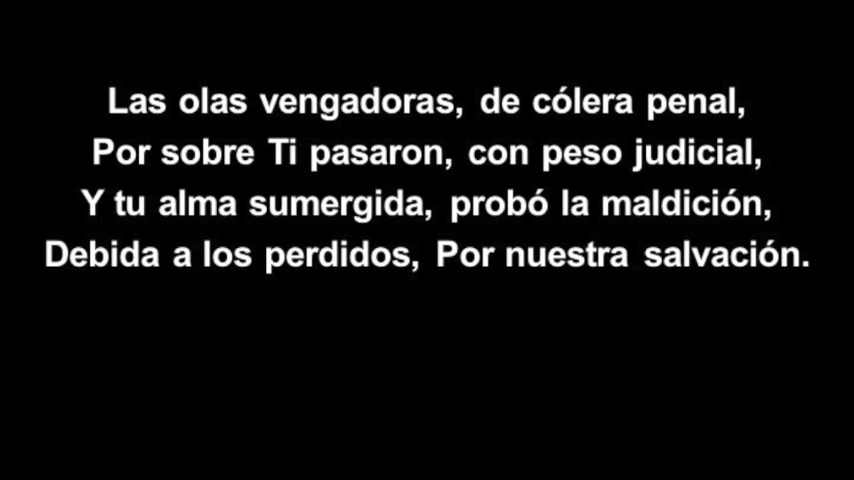 Las olas vengadoras, de cólera penal,
Por sobre Ti pasaron, con peso judicial,
Y tu alma sumergida, probó la maldición,
Debida a los perdidos, Por nuestra salvación.